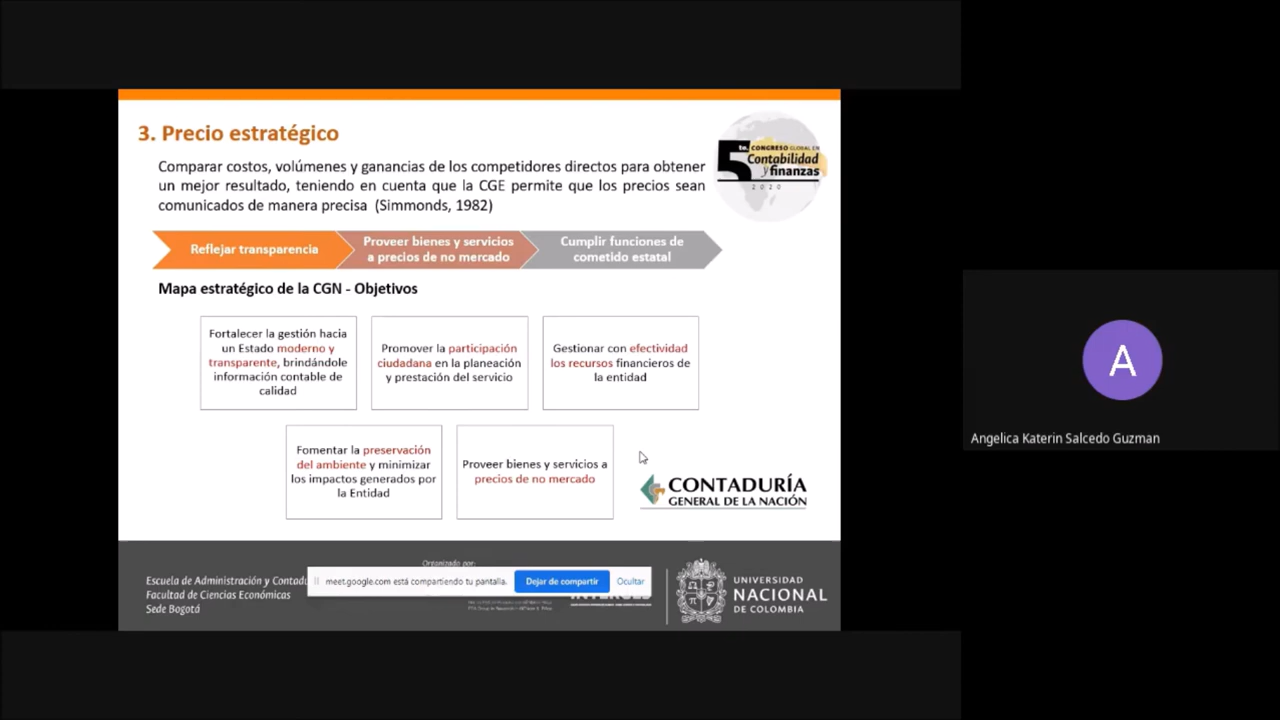 3. Precio estratégico
Comparar costos, volúmenes y ganancias de los competidores directos para obtener
un mejor resultado, teniendo en cuenta que la CGE permite que los precios sean
comunicados de manera precisa (Simmonds, 1982)
5to. CONGRESO GLOBAL EN
Contabilidad
y finanzas
2020
Reflejar transparencia
Proveer bienes y servicios
a precios de no mercado
Cumplir funciones de
cometido estatal
Mapa estratégico de la CGN - Objetivos
Fortalecer la gestión hacia
un Estado moderno y
transparente, brindándole
información contable de
calidad
Promover la participación
ciudadana en la planeación
y prestación del servicio
Gestionar con efectividad
los recursos financieros de
la entidad
Fomentar la preservación
del ambiente y minimizar
los impactos generados por
la Entidad
Proveer bienes y servicios a
precios de no mercado
CONTADURÍA
GENERAL DE LA NACIÓN
A
Angelica Katerin Salcedo Guzman
Escuela de Administración y Contadu
Facultad de Ciencias Económicas
Sede Bogotá
Organizado por:
meet.google.com está compartiendo tu pantalla.
Dejar de compartir
Ocultar
UNIVERSIDAD
NACIONAL
DE COLOMBIA